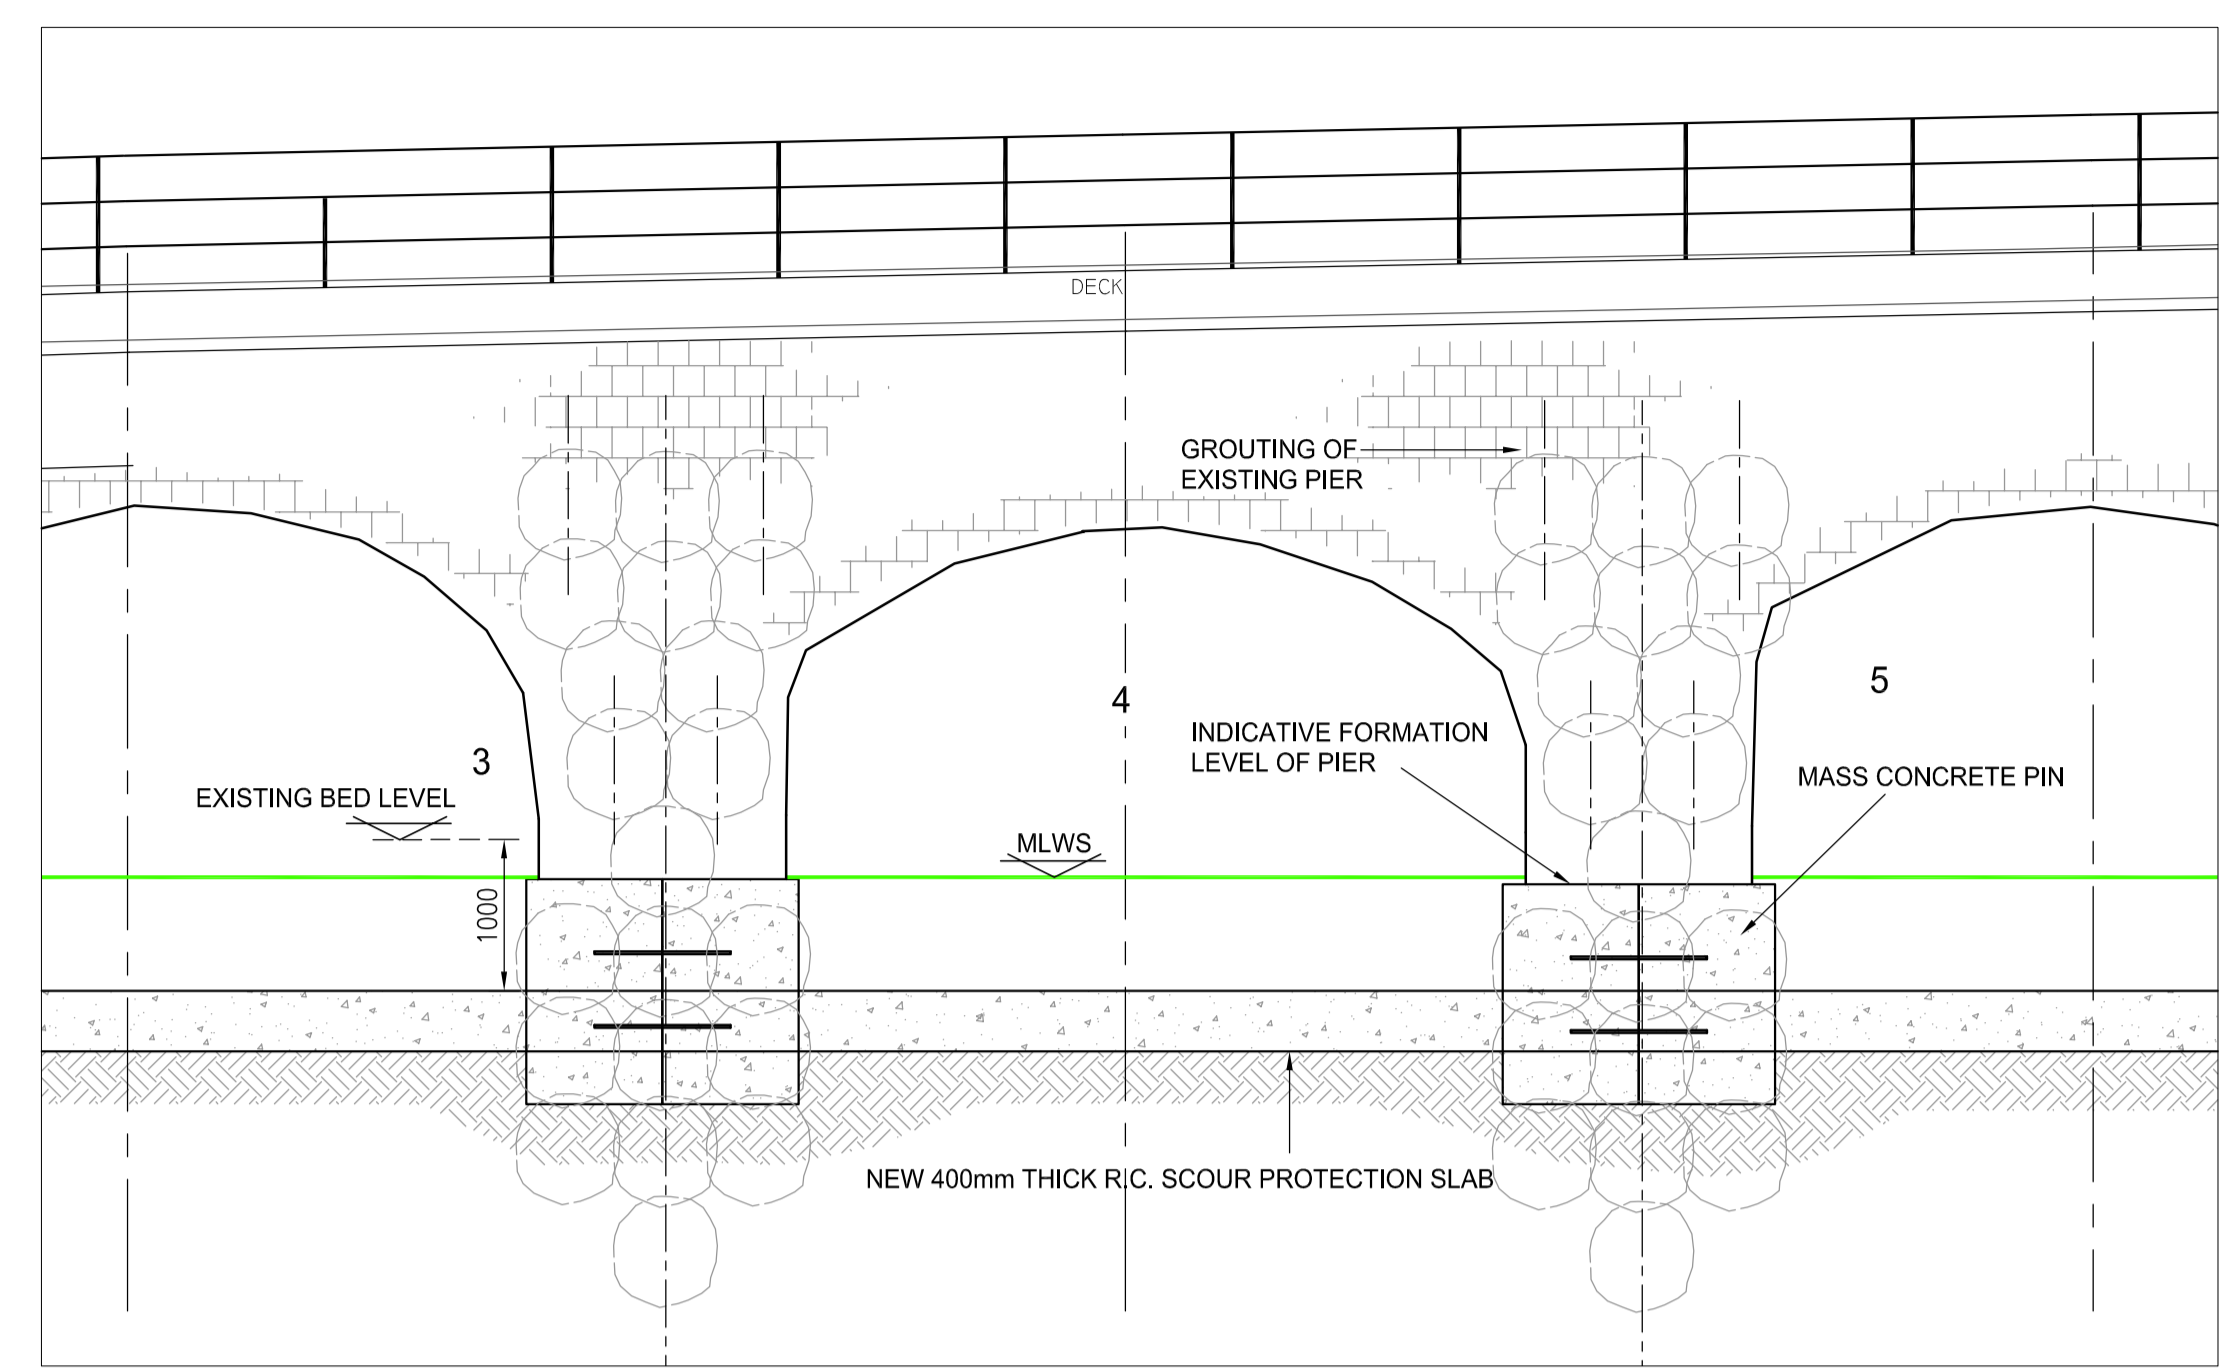 DECK
GROUTING OF
EXISTING PIER
3
4
5
INDICATIVE FORMATION
LEVEL OF PIER
MASS CONCRETE PIN
EXISTING BED LEVEL
MLWS
1000
NEW 400mm THICK R.C. SCOUR PROTECTION SLAB